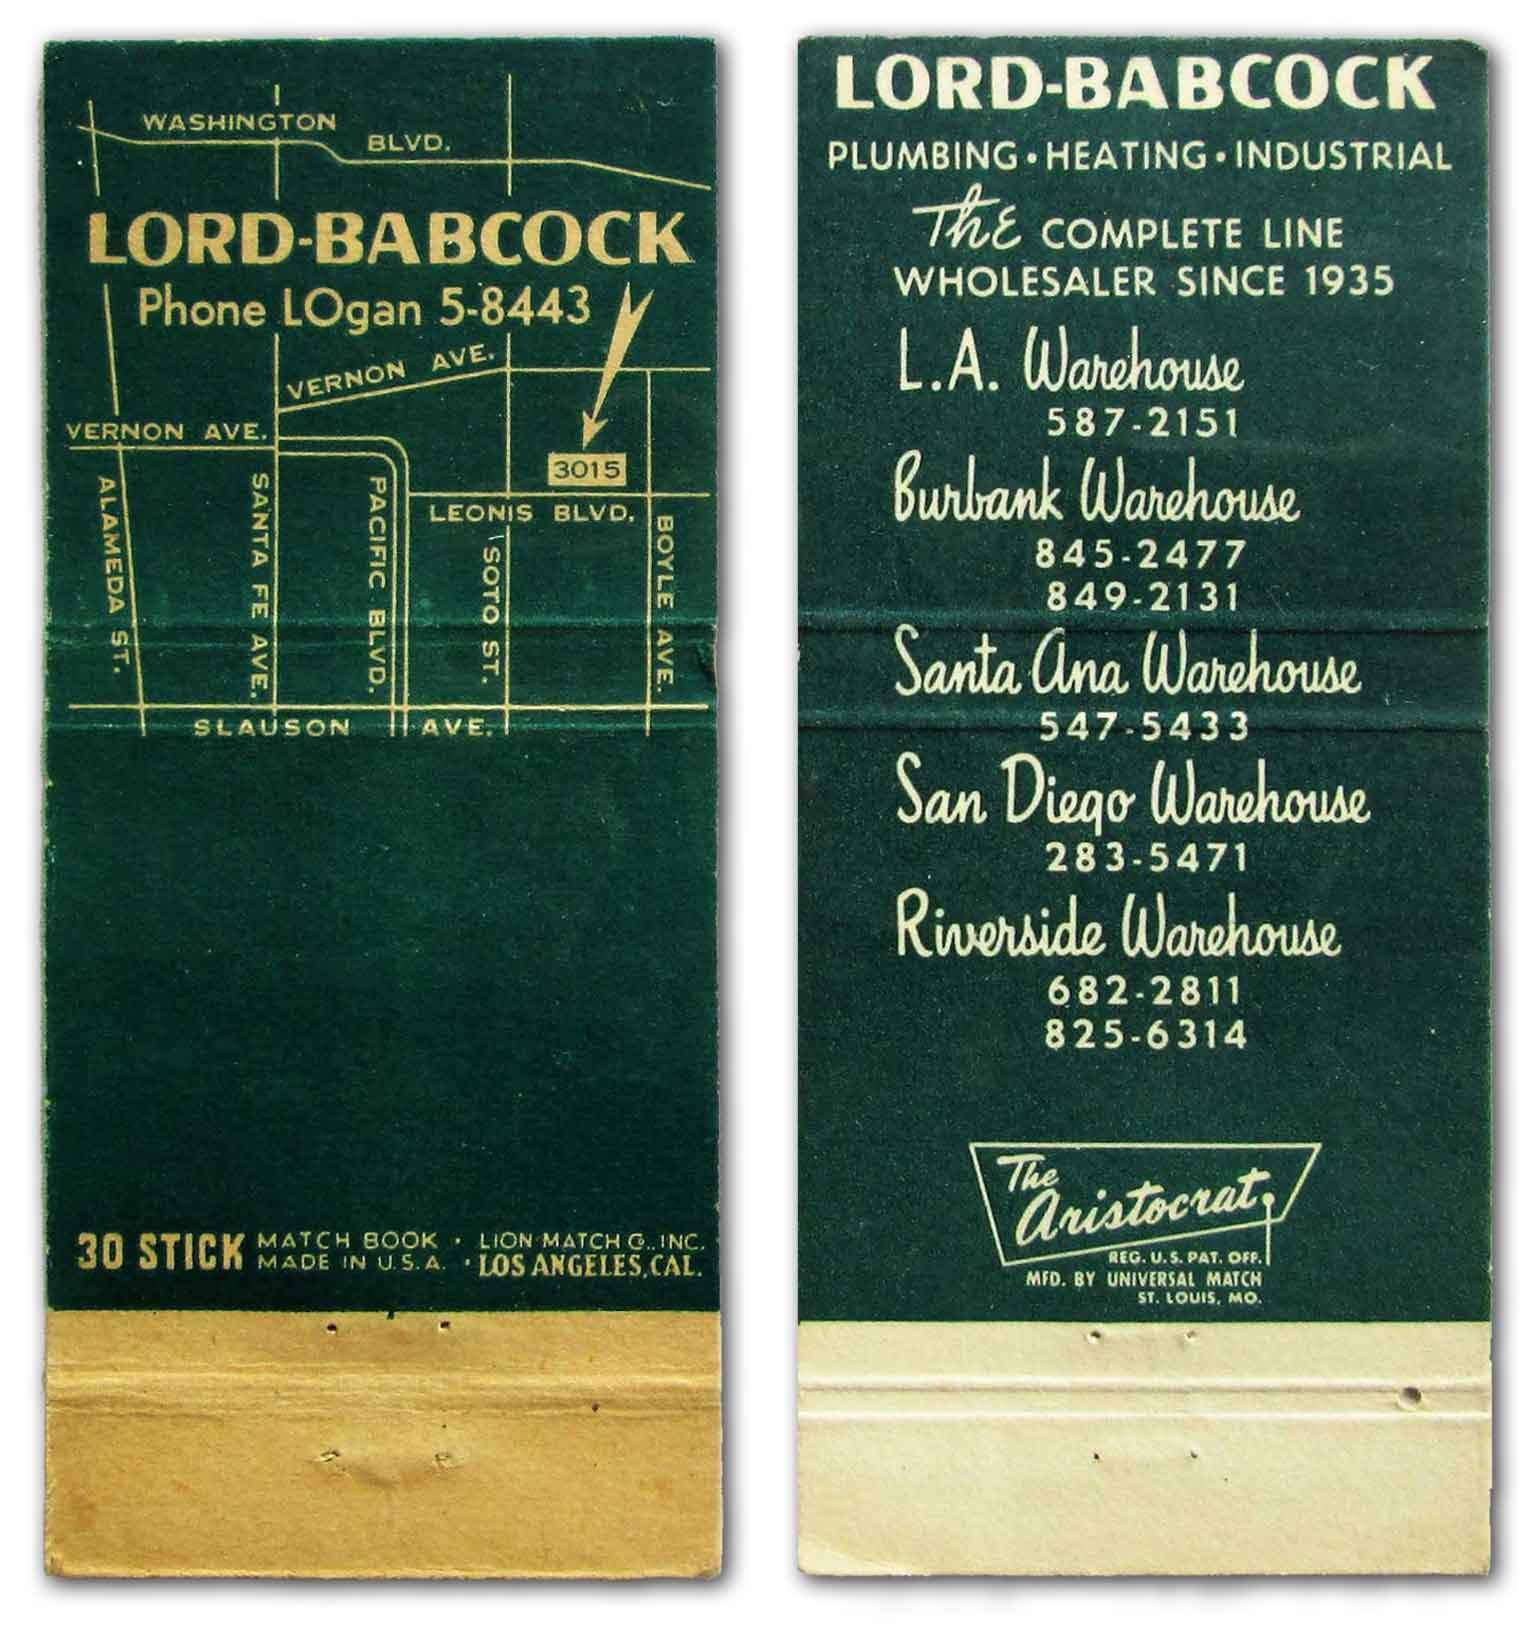 WASHINGTON BLVD.
LORD-BABCOCK
Phone LOgan 5-8443
VERNON AVE.
VERNON AVE.
3015
LEONIS BLVD.
ALAMEDA ST.
SANTA FE AVE.
PACIFIC BLVD.
SOTO ST.
BOYLE AVE.
SLAUSON AVE.
30 STICK MATCH BOOK · LION MATCH CO., INC.
MADE IN U.S.A. · LOS ANGELES, CAL.
LORD-BABCOCK
PLUMBING • HEATING • INDUSTRIAL
The COMPLETE LINE
WHOLESALER SINCE 1935
L.A. Warehouse
587-2151
Burbank Warehouse
845-2477
849-2131
Santa Ana Warehouse
547-5433
San Diego Warehouse
283-5471
Riverside Warehouse
682-2811
825-6314
The
Aristocrat
REG. U.S. PAT. OFF.
MFD. BY UNIVERSAL MATCH
ST. LOUIS, MO.